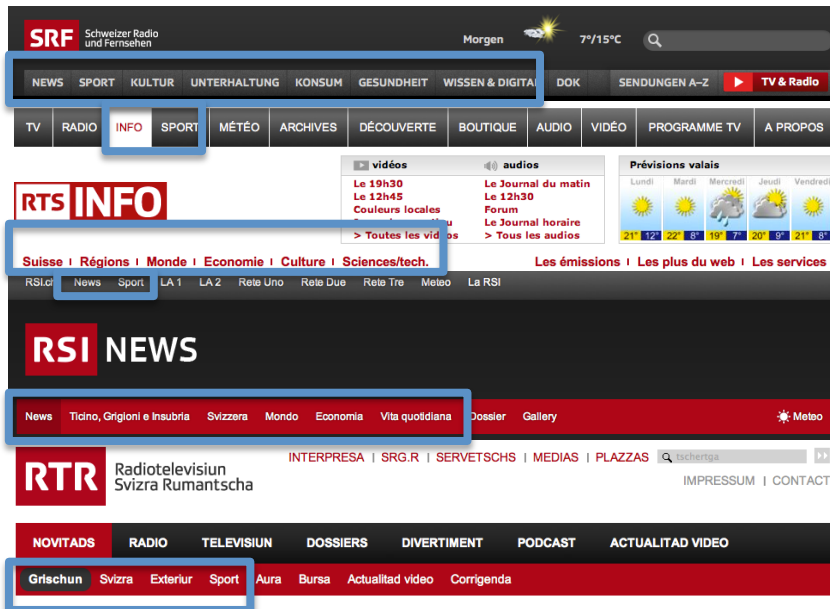 SRF Schweizer Radio
und Fernsehen
Morgen 7°/15°C
NEWS SPORT KULTUR UNTERHALTUNG KONSUM GESUNDHEIT WISSEN & DIGITAL DOK SENDUNGEN A–Z TV & Radio
TV RADIO INFO SPORT MÉTÉO ARCHIVES DÉCOUVERTE BOUTIQUE AUDIO VIDÉO PROGRAMME TV A PROPOS
vidéos audios Prévisions valais
Le 19h30 Le Journal du matin Lundi Mardi Mercredi Jeudi Vendredi
Le 12h45 Le 12h30
Couleurs locales Forum
Le Journal horaire
> Toutes les vidéos > Tous les audios
21° 12° 22° 8° 19° 7° 20° 9° 21° 8°
RTS INFO
Suisse Régions Monde Economie Culture Sciences/tech. Les émissions Les plus du web Les services
RSI.ch News Sport LA 1 LA 2 Rete Uno Rete Due Rete Tre Meteo La RSI
RSI NEWS
News Ticino, Grigioni e Insubria Svizzera Mondo Economia Vita quotidiana Dossier Gallery Meteo
INTERPRESA | SRG.R | SERVETSCHS | MEDIAS | PLAZZAS tschertga
RTR Radiotelevisiun
Svizra Rumantscha
IMPRESSUM | CONTACT
NOVITADS RADIO TELEVISIUN DOSSIERS DIVERTIMENT PODCAST ACTUALITAD VIDEO
Grischun Svizra Exteriur Sport Aura Bursa Actualitad video Corrigenda